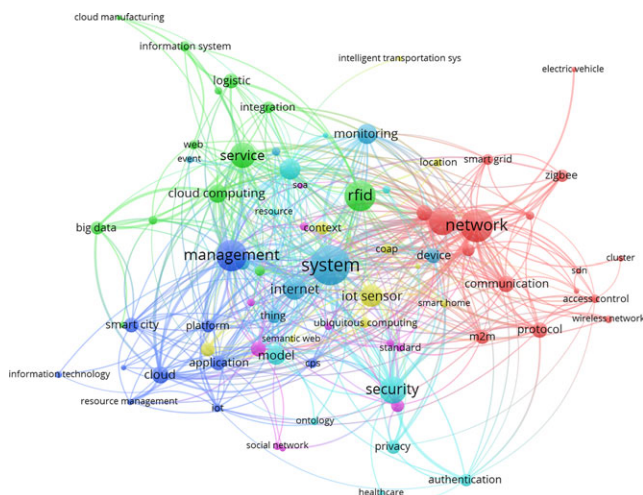 cloud manufacturing
information system
intelligent transportation sys
electric vehicle
logistic
integration
monitoring
web
event
service
location
smart grid
zigbee
soa
cloud computing
rfid
resource
network
big data
context
coap
device
management
system
cluster
internet
iot sensor
communication
smart home
access control
thing
smart city
platform
ubiquitous computing
wireless network
protocol
semantic web
m2m
standard
model
application
cps
information technology
cloud
security
resource management
iot
ontology
social network
privacy
authentication
healthcare